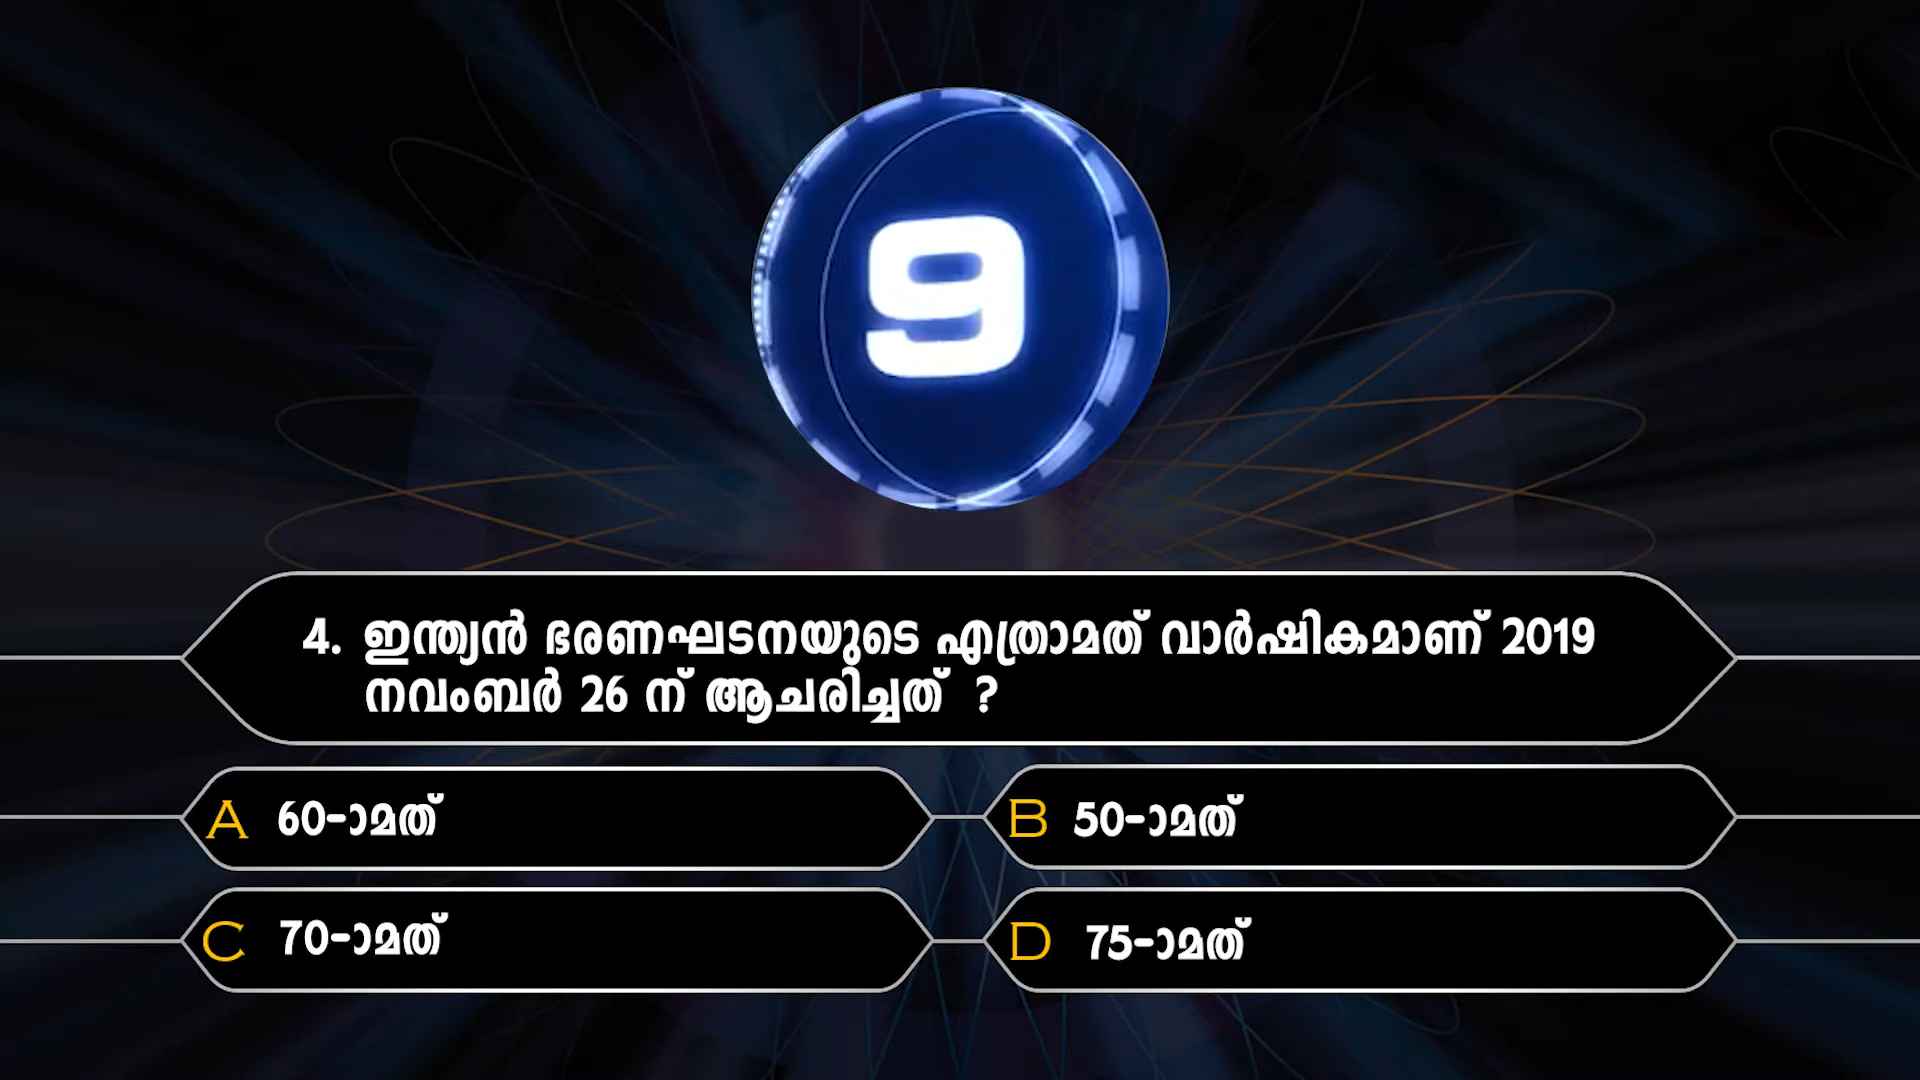 9
4. ഇന്ത്യൻ ഭരണഘടനയുടെ എത്രാമത് വാർഷികമാണ് 2019
നവംബർ 26 ന് ആചരിച്ചത് ?
A 60-ാമത്
B 50-ാമത്
C 70-ാമത്
D 75-ാമത്